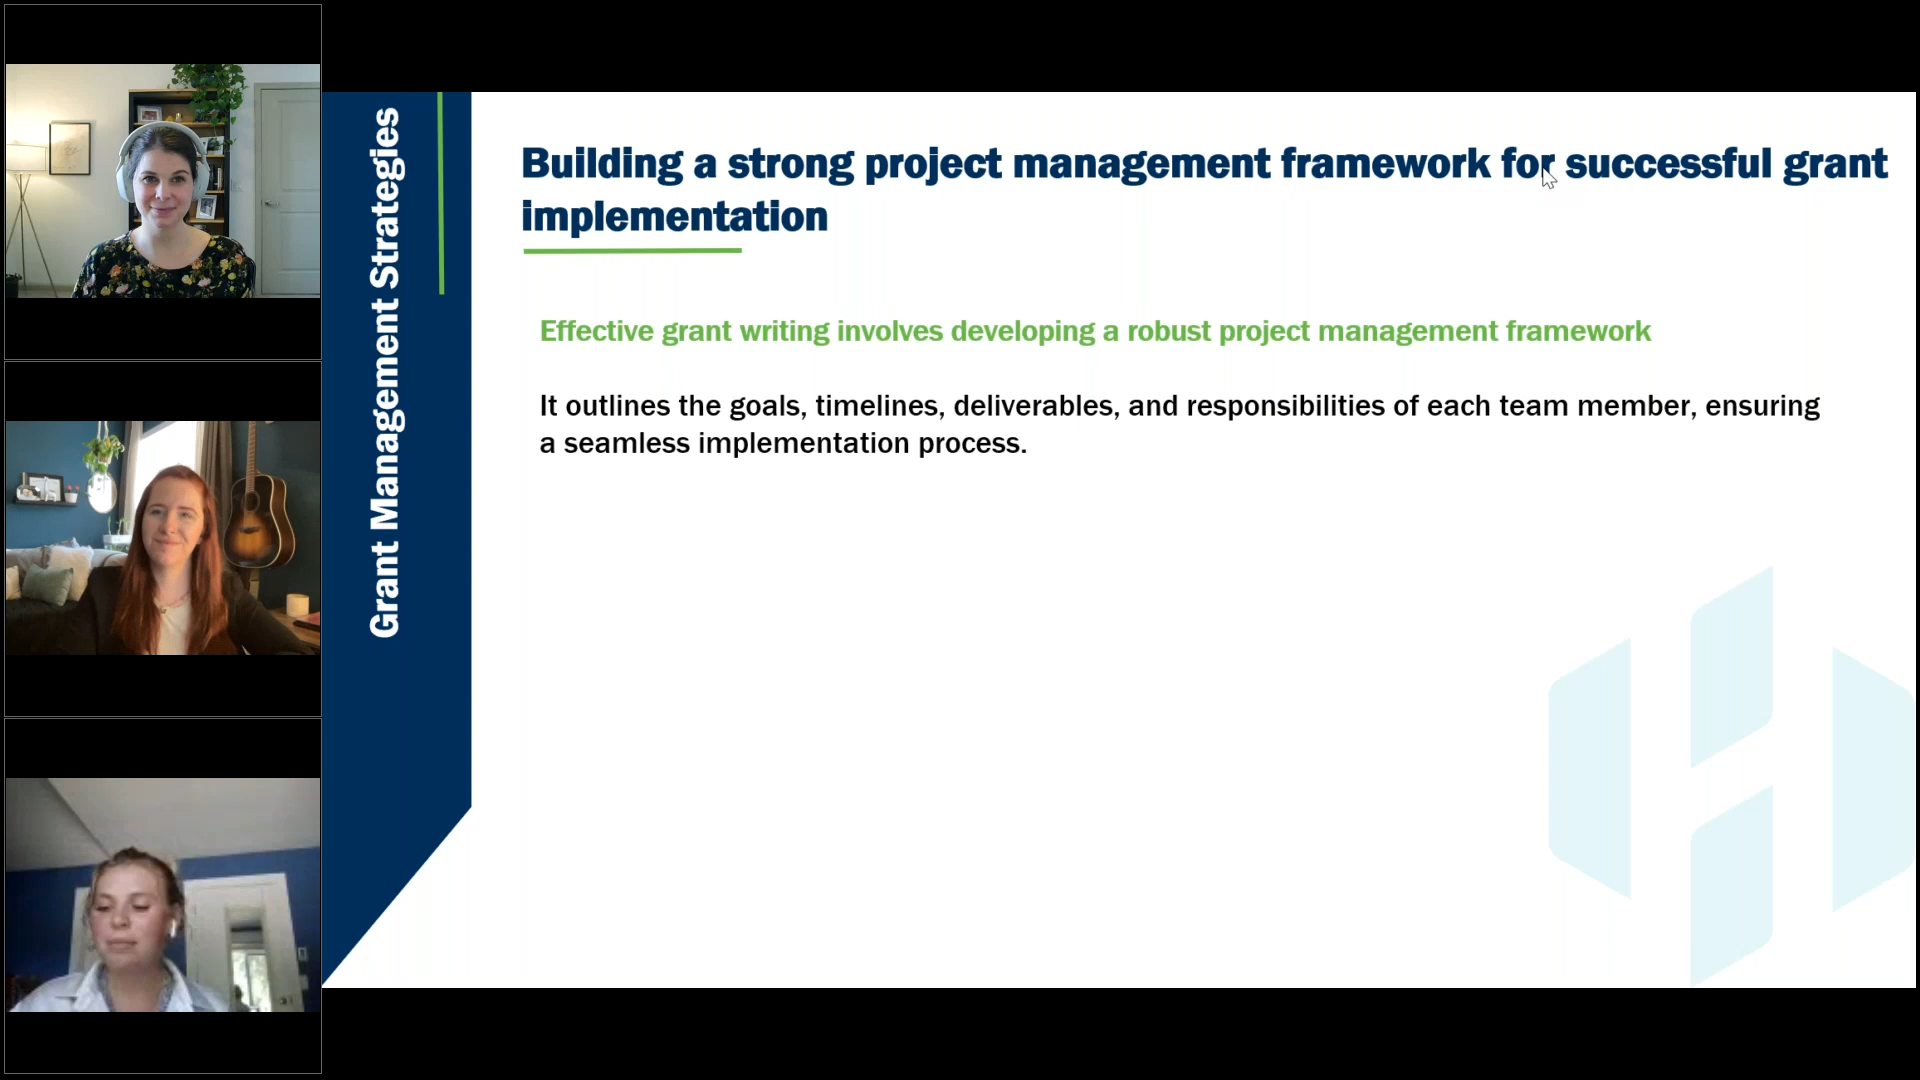 Grant Management Strategies
Building a strong project management framework for successful grant
implementation
Effective grant writing involves developing a robust project management framework
It outlines the goals, timelines, deliverables, and responsibilities of each team member, ensuring
a seamless implementation process.